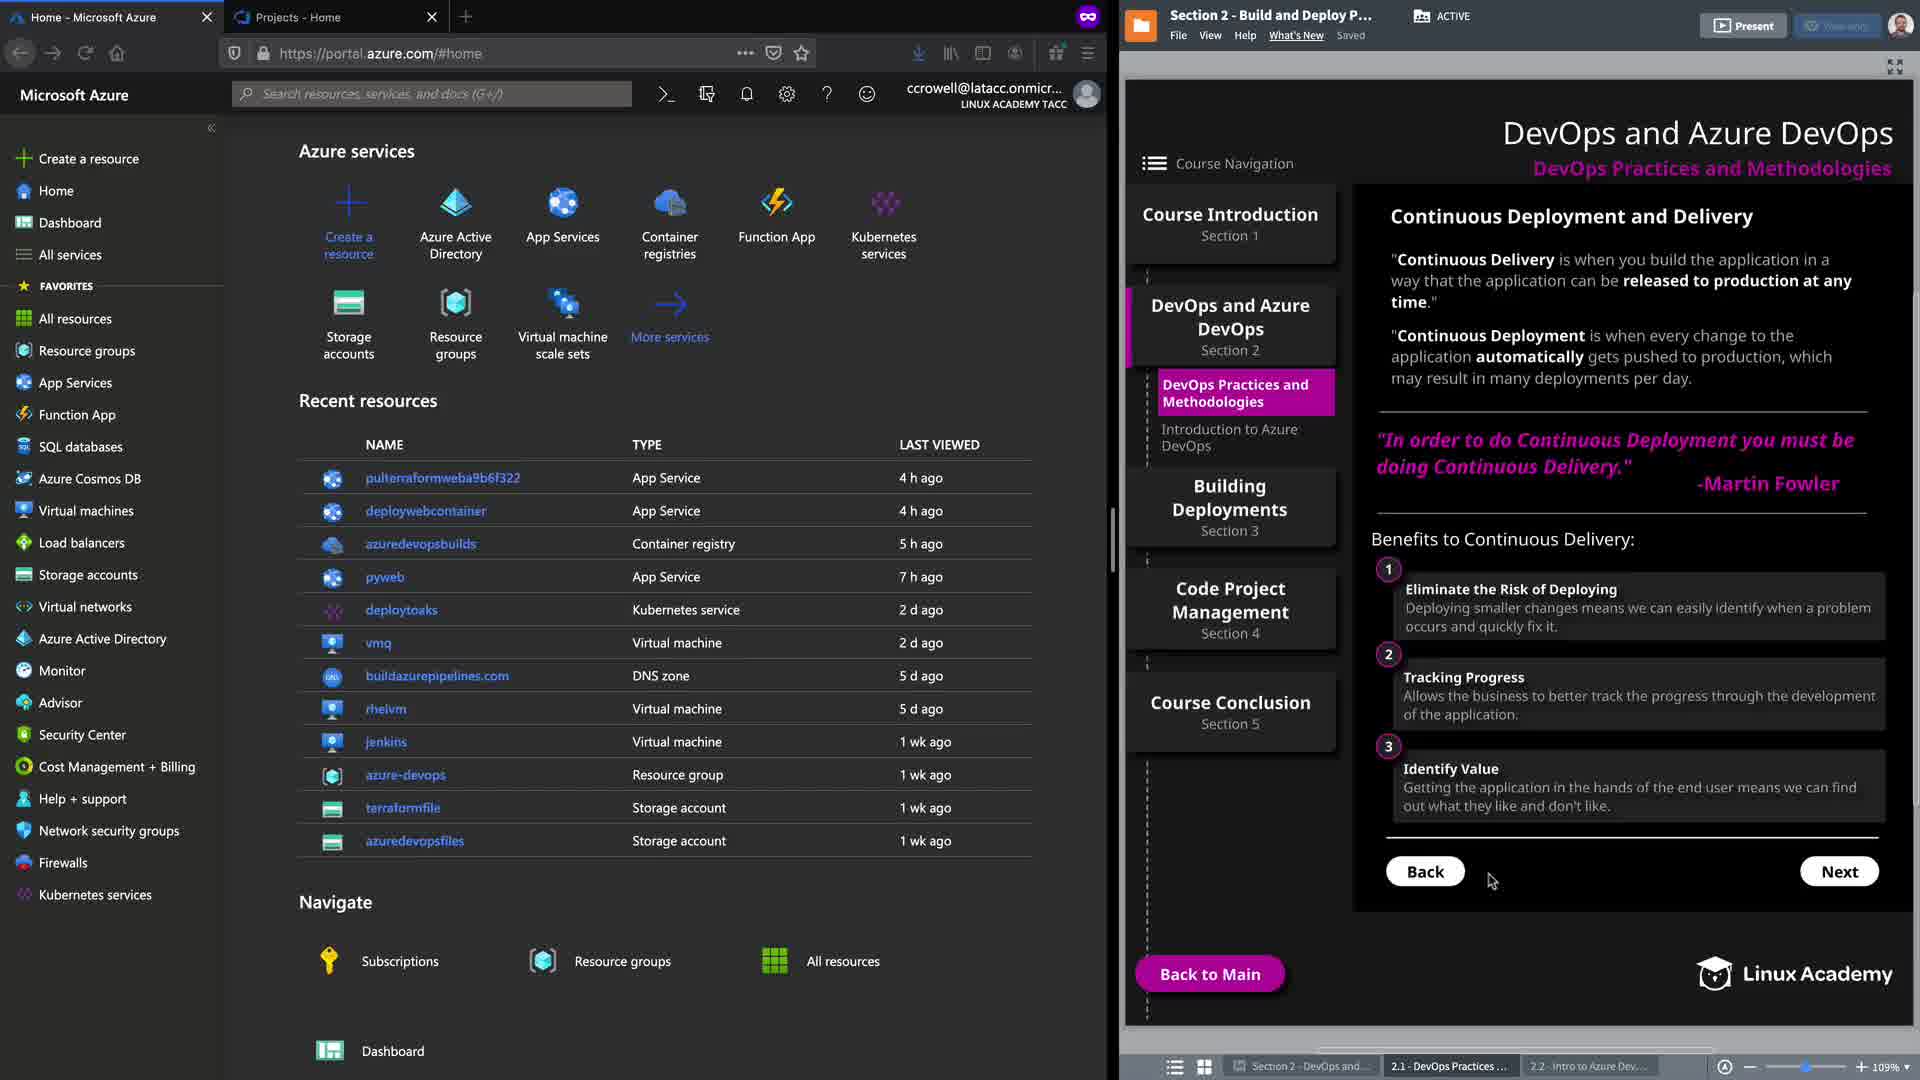 Home - Microsoft Azure
Projects - Home
https://portal.azure.com/#home
Microsoft Azure
Search resources, services, and docs (G+/)
ccrowell@latacc.onmicr...
LINUX ACADEMY TACC
Create a resource
Home
Dashboard
All services
FAVORITES
All resources
Resource groups
App Services
Function App
SQL databases
Azure Cosmos DB
Virtual machines
Load balancers
Storage accounts
Virtual networks
Azure Active Directory
Monitor
Advisor
Security Center
Cost Management + Billing
Help + support
Network security groups
Firewalls
Kubernetes services
Azure services
Create a
resource
Azure Active
Directory
App Services
Container
registries
Function App
Kubernetes
services
Storage
accounts
Resource
groups
Virtual machine
scale sets
More services
Recent resources
NAME TYPE LAST VIEWED
pulterraformweba9b6f322 App Service 4 h ago
deploywebcontainer App Service 4 h ago
azuredevopsbuilds Container registry 5 h ago
pyweb App Service 7 h ago
deploytoaks Kubernetes service 2 d ago
vmq Virtual machine 2 d ago
DNS buildazurepipelines.com DNS zone 5 d ago
rhelvm Virtual machine 5 d ago
jenkins Virtual machine 1 wk ago
azure-devops Resource group 1 wk ago
terraformfile Storage account 1 wk ago
azuredevopsfiles Storage account 1 wk ago
Navigate
Subscriptions
Resource groups
All resources
Dashboard
Section 2 - Build and Deploy P...
ACTIVE
File View Help What's New Saved
Present
DevOps and Azure DevOps
DevOps Practices and Methodologies
Course Navigation
Course Introduction
Section 1
DevOps and Azure
DevOps
Section 2
DevOps Practices and
Methodologies
Introduction to Azure
DevOps
Building
Deployments
Section 3
Code Project
Management
Section 4
Course Conclusion
Section 5
Back to Main
Continuous Deployment and Delivery
"Continuous Delivery is when you build the application in a
way that the application can be released to production at any
time."
"Continuous Deployment is when every change to the
application automatically gets pushed to production, which
may result in many deployments per day.
"In order to do Continuous Deployment you must be
doing Continuous Delivery."
-Martin Fowler
Benefits to Continuous Delivery:
1
Eliminate the Risk of Deploying
Deploying smaller changes means we can easily identify when a problem
occurs and quickly fix it.
2
Tracking Progress
Allows the business to better track the progress through the development
of the application.
3
Identify Value
Getting the application in the hands of the end user means we can find
out what they like and don't like.
Back
Next
Linux Academy
Section 2 - DevOps and...
2.1 - DevOps Practices ...
2.2 - Intro to Azure Dev...
109%